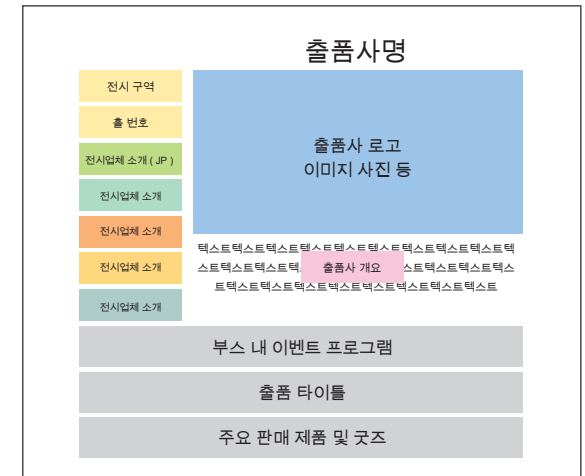 출품사명
전시 구역
홀 번호
전시업체 소개 ( JP )
전시업체 소개
전시업체 소개
전시업체 소개
전시업체 소개
출품사 로고
이미지 사진 등
텍스트텍스트텍스트텍스트텍스트텍스트텍스트텍스트텍스트텍
스트텍스트텍스트텍 출품사 개요 스트텍스트텍스트텍스
트텍스트텍스트텍스트텍스트텍스트텍스트텍스트텍스트
부스 내 이벤트 프로그램
출품 타이틀
주요 판매 제품 및 굿즈